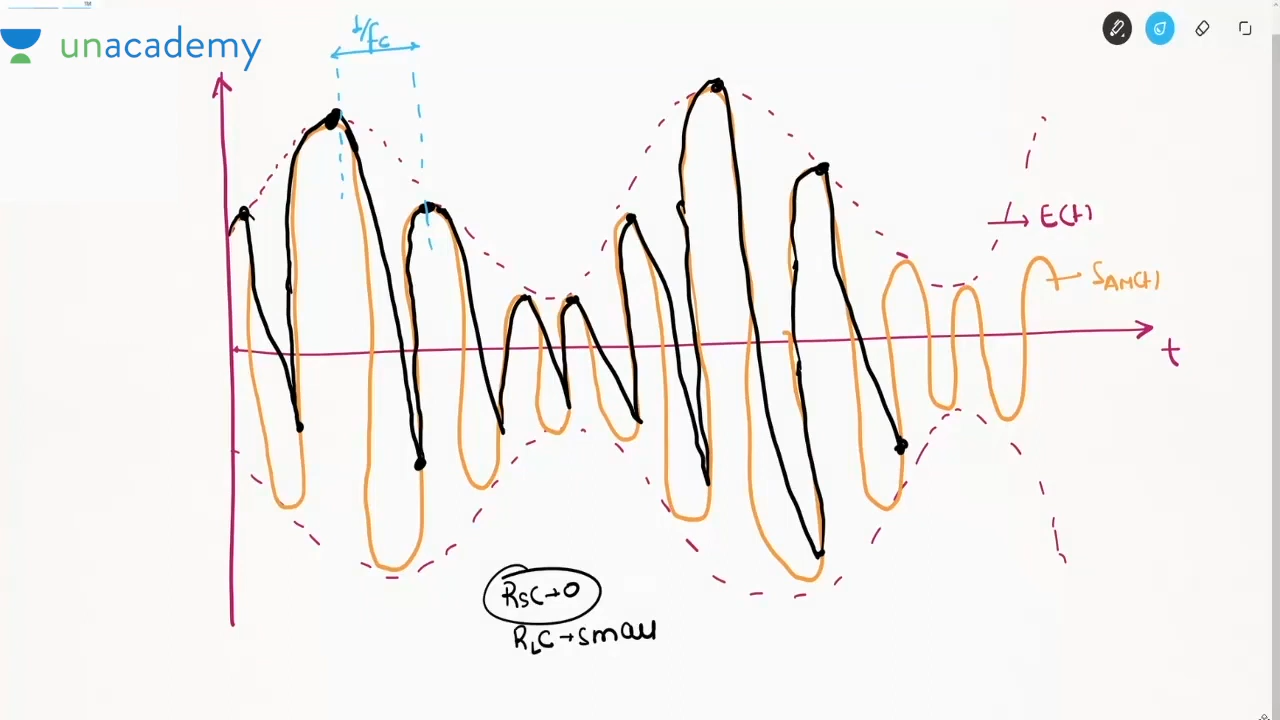 unacademy
1/fc
E(t)
SAM(t)
t
RsC→0
RLC→small